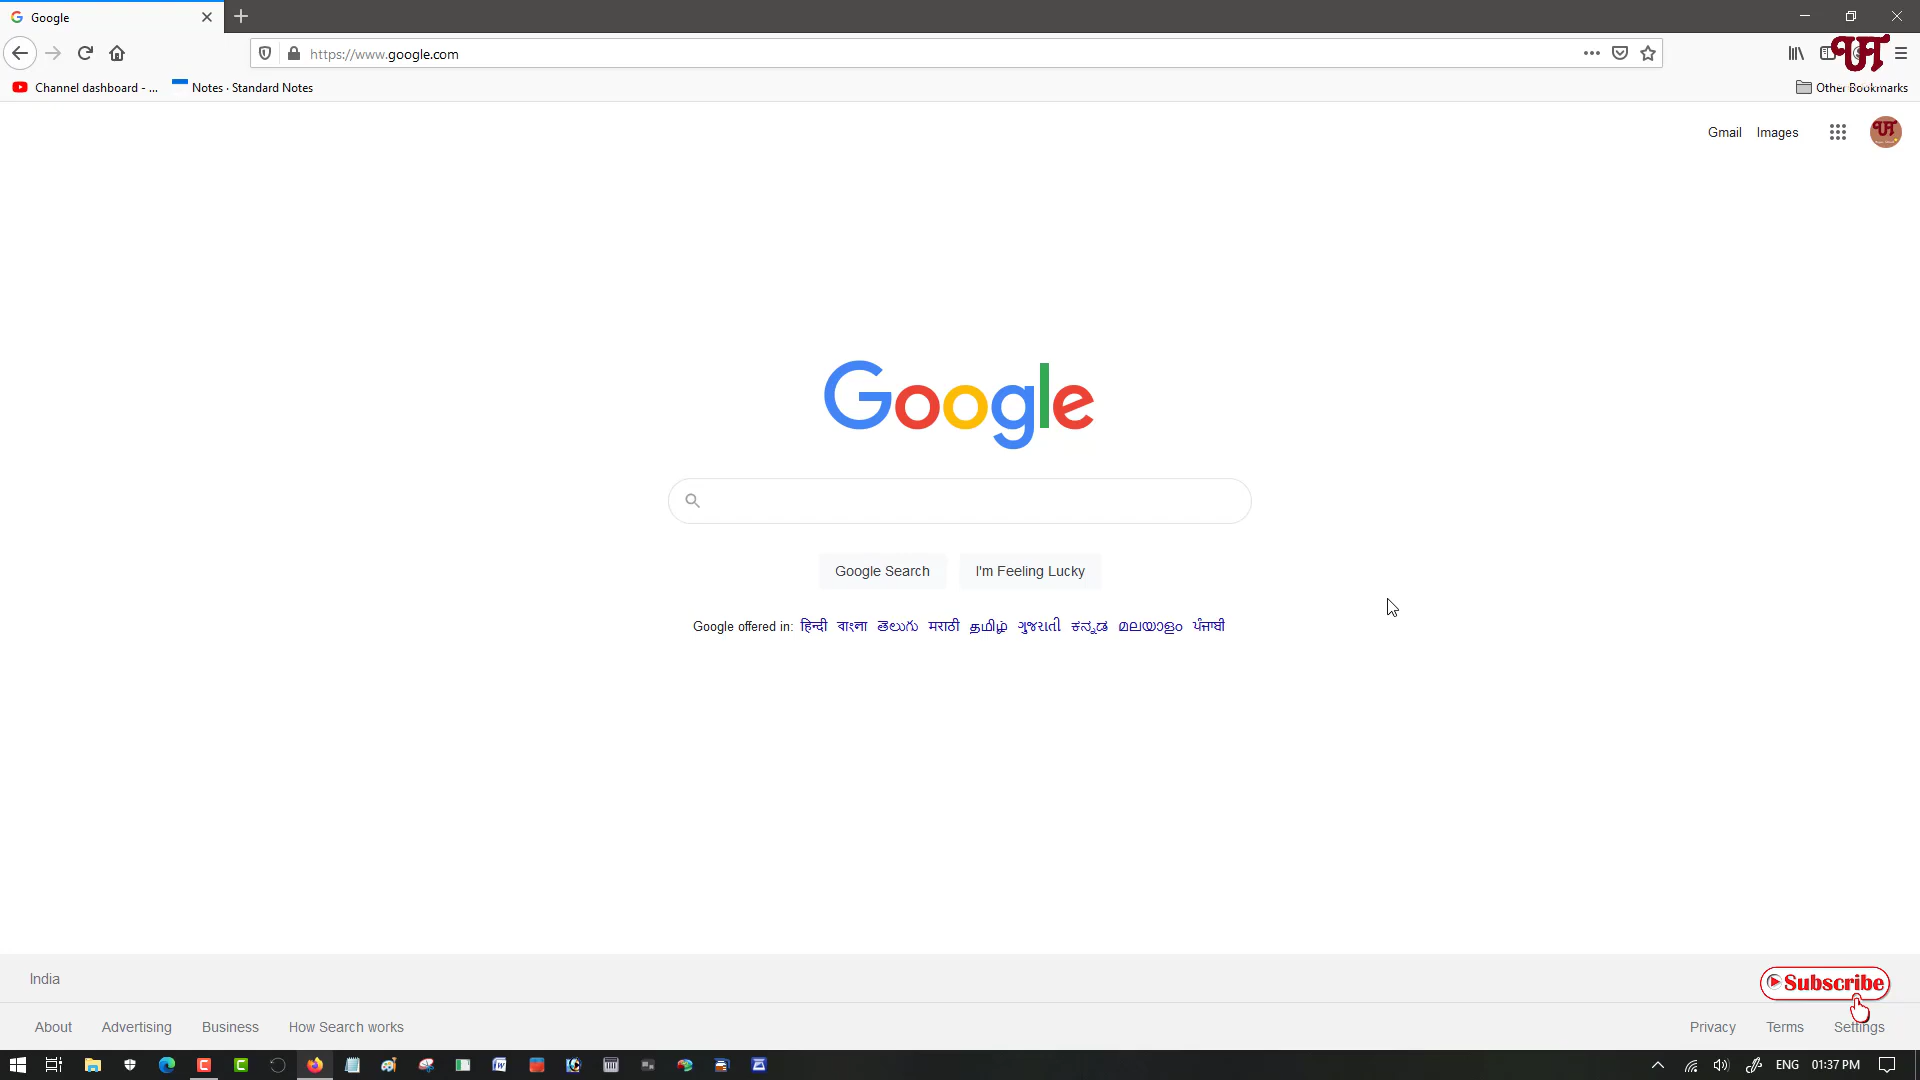 Google
https://www.google.com
Channel dashboard - ...
Notes · Standard Notes
Other Bookmarks
Gmail Images
Google
Google Search
I'm Feeling Lucky
Google offered in: हिन्दी বাংলা తెలుగు मराठी தமிழ் ગુજરાતી ಕನ್ನಡ മലയാളം ਪੰਜਾਬੀ
India
Subscribe
About Advertising Business How Search works
Privacy Terms Settings
ENG 01:37 PM